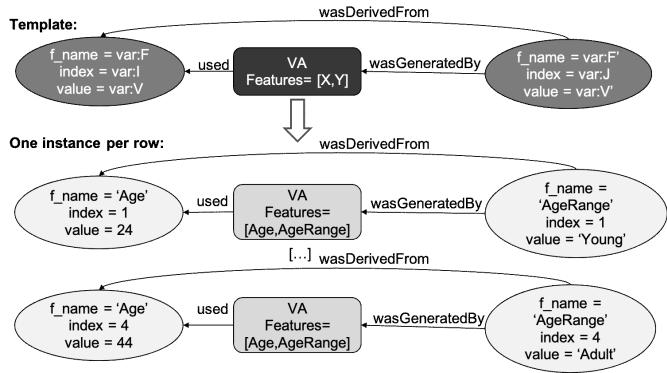 wasDerivedFrom
Template:
f_name = var:F
index = var:I
value = var:V
used
VA
Features= [X,Y]
wasGeneratedBy
f_name = var:F’
index = var:J
value = var:V’
One instance per row:
wasDerivedFrom
f_name = ‘Age’
index = 1
value = 24
used
VA
Features=
[Age,AgeRange]
wasGeneratedBy
f_name =
‘AgeRange’
index = 1
value = ‘Young’
[...]
wasDerivedFrom
f_name = ‘Age’
index = 4
value = 44
used
VA
Features=
[Age,AgeRange]
wasGeneratedBy
f_name =
‘AgeRange’
index = 4
value = ‘Adult’